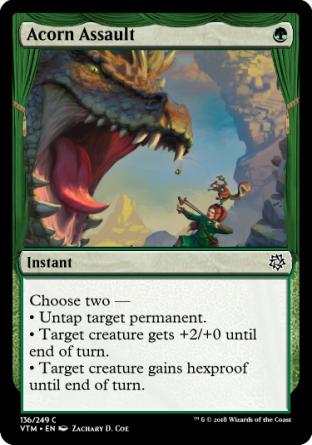 Acorn Assault
Instant
Choose two —
• Untap target permanent.
• Target creature gets +2/+0 until
end of turn.
• Target creature gains hexproof
until end of turn.
136/249 C
VTM • EN Zachary D. Coe
™ & © 2018 Wizards of the Coast